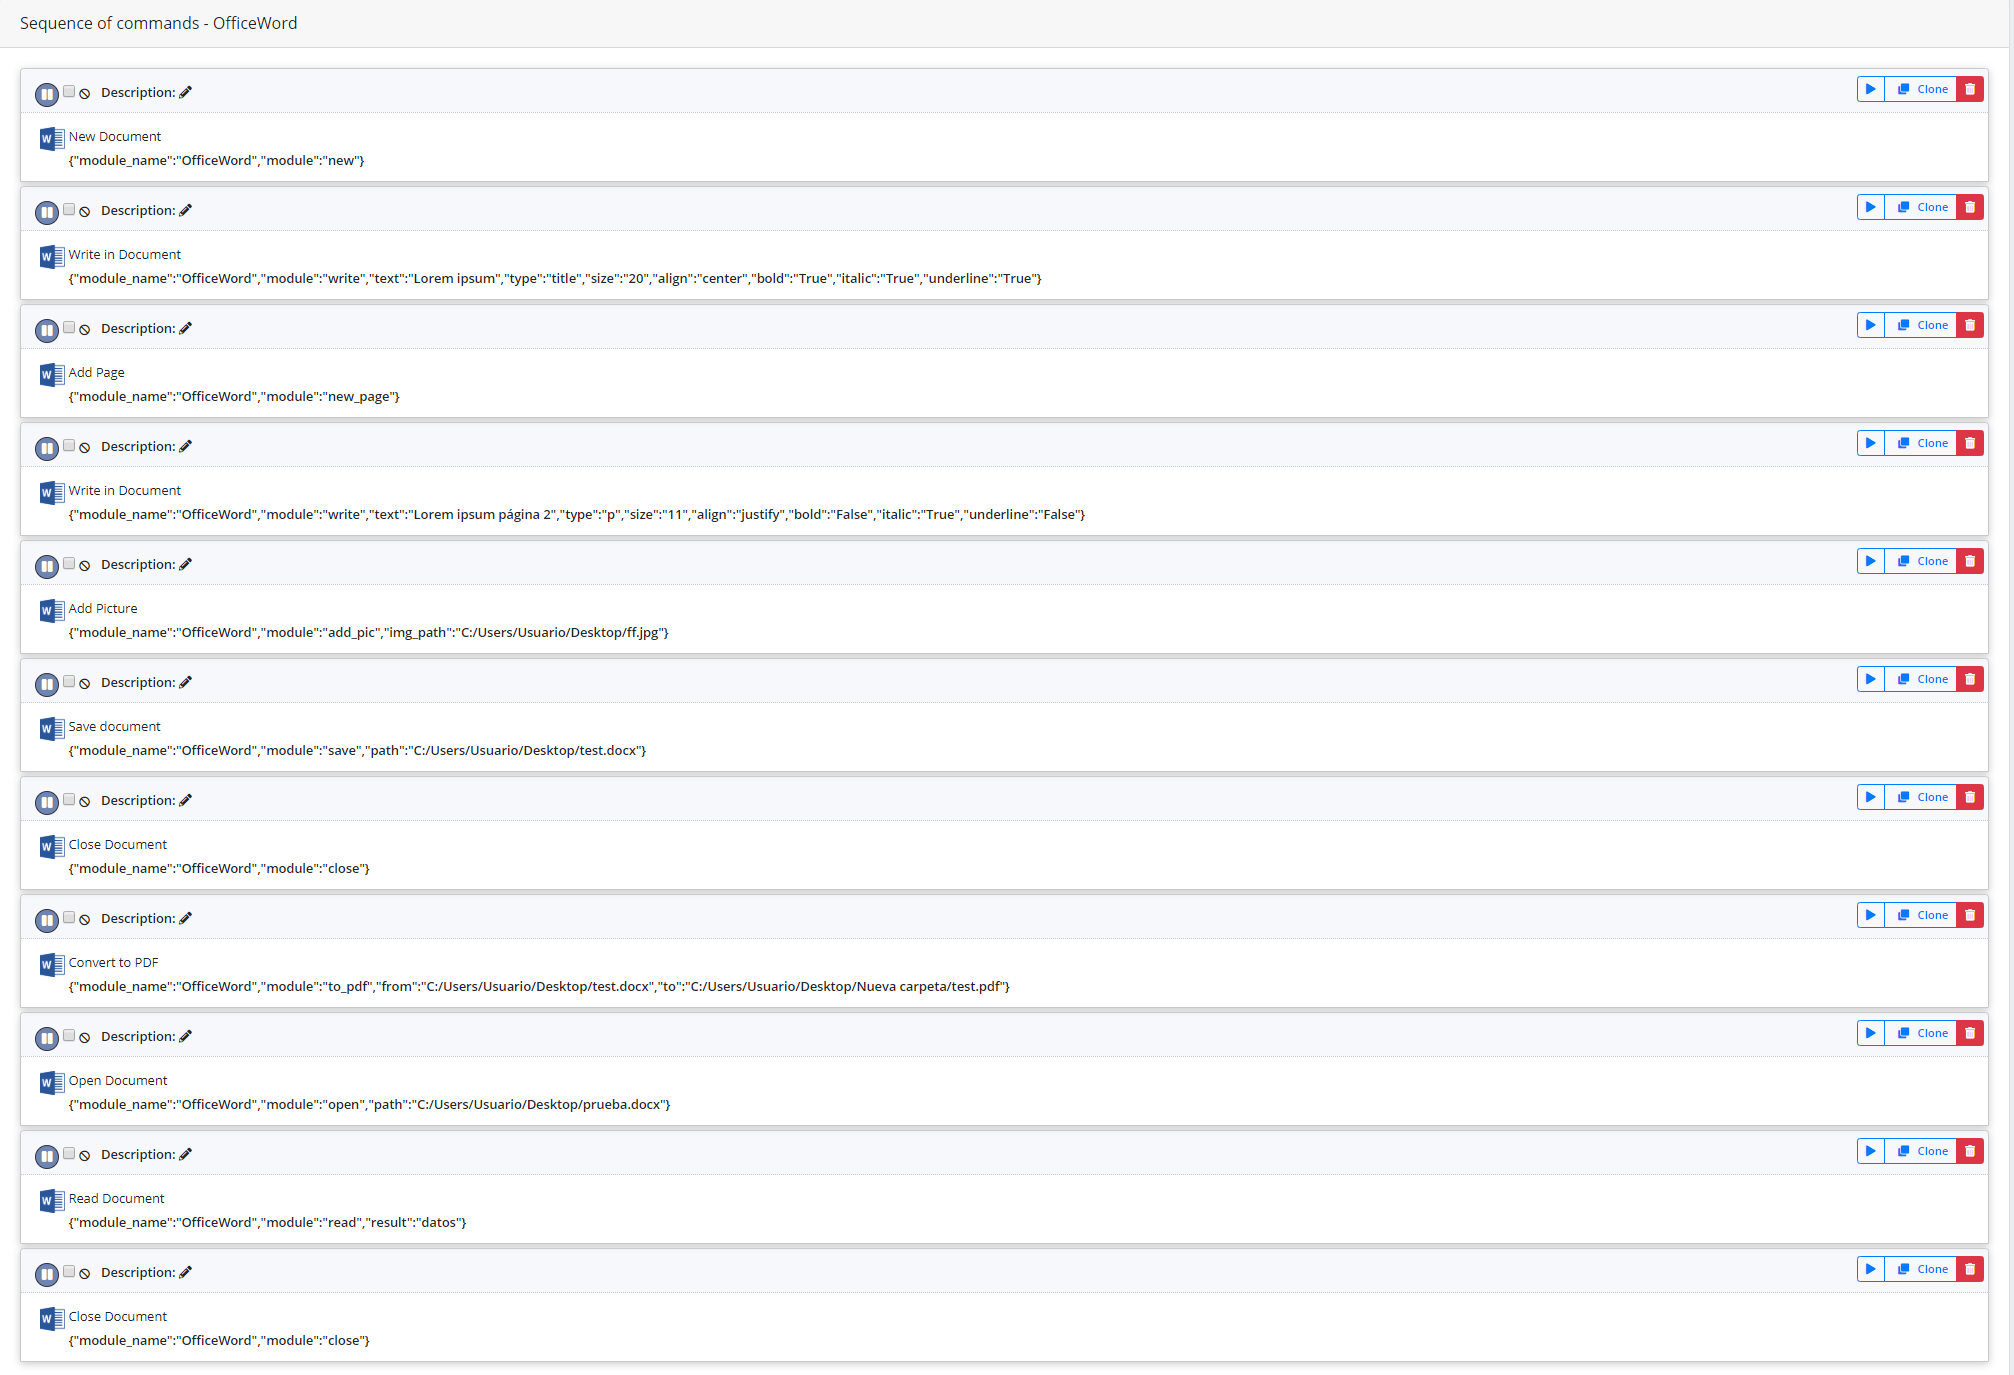 Sequence of commands - OfficeWord
Description:
Clone
New Document
{"module_name":"OfficeWord","module":"new"}
Description:
Clone
Write in Document
{"module_name":"OfficeWord","module":"write","text":"Lorem ipsum","type":"title","size":"20","align":"center","bold":"True","italic":"True","underline":"True"}
Description:
Clone
Add Page
{"module_name":"OfficeWord","module":"new_page"}
Description:
Clone
Write in Document
{"module_name":"OfficeWord","module":"write","text":"Lorem ipsum página 2","type":"p","size":"11","align":"justify","bold":"False","italic":"True","underline":"False"}
Description:
Clone
Add Picture
{"module_name":"OfficeWord","module":"add_pic","img_path":"C:/Users/Usuario/Desktop/ff.jpg"}
Description:
Clone
Save document
{"module_name":"OfficeWord","module":"save","path":"C:/Users/Usuario/Desktop/test.docx"}
Description:
Clone
Close Document
{"module_name":"OfficeWord","module":"close"}
Description:
Clone
Convert to PDF
{"module_name":"OfficeWord","module":"to_pdf","from":"C:/Users/Usuario/Desktop/test.docx","to":"C:/Users/Usuario/Desktop/Nueva carpeta/test.pdf"}
Description:
Clone
Open Document
{"module_name":"OfficeWord","module":"open","path":"C:/Users/Usuario/Desktop/prueba.docx"}
Description:
Clone
Read Document
{"module_name":"OfficeWord","module":"read","result":"datos"}
Description:
Clone
Close Document
{"module_name":"OfficeWord","module":"close"}